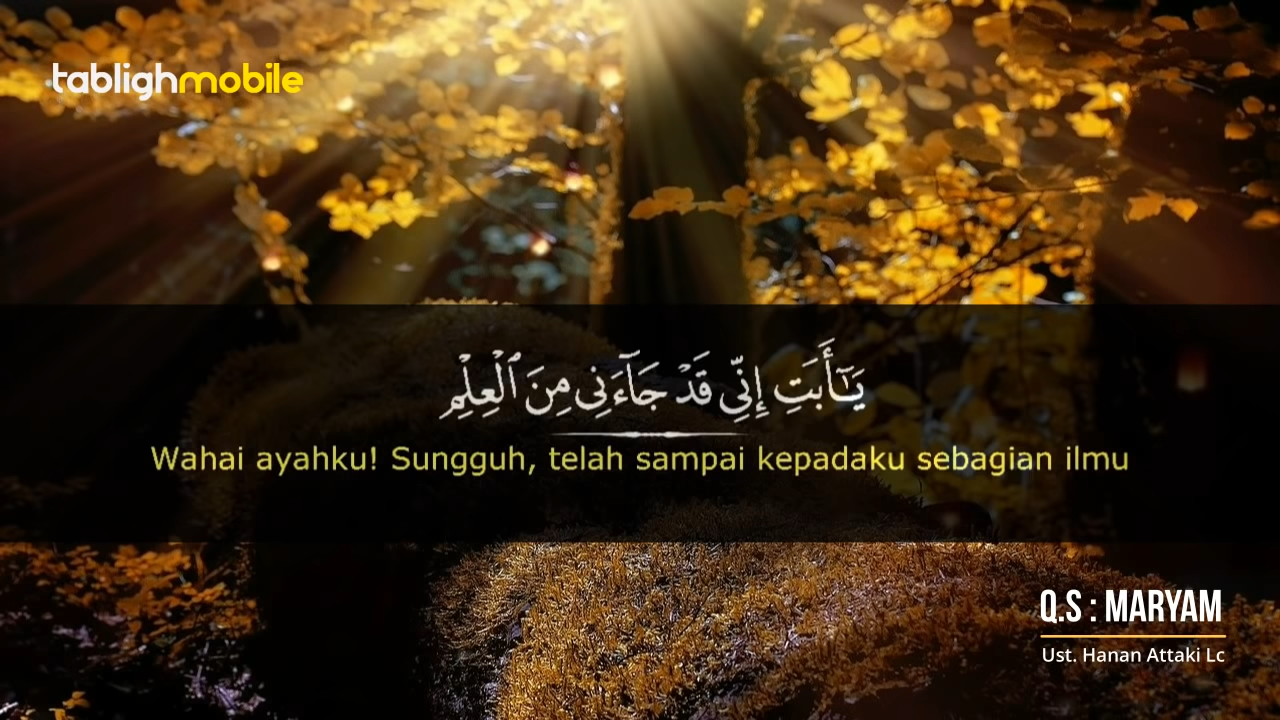 tablighmobile
يَـٰٓأَبَتِ إِنِّى قَدْ جَآءَنِى مِنَ ٱلْعِلْمِ
Wahai ayahku! Sungguh, telah sampai kepadaku sebagian ilmu
Q.S : MARYAM
Ust. Hanan Attaki Lc